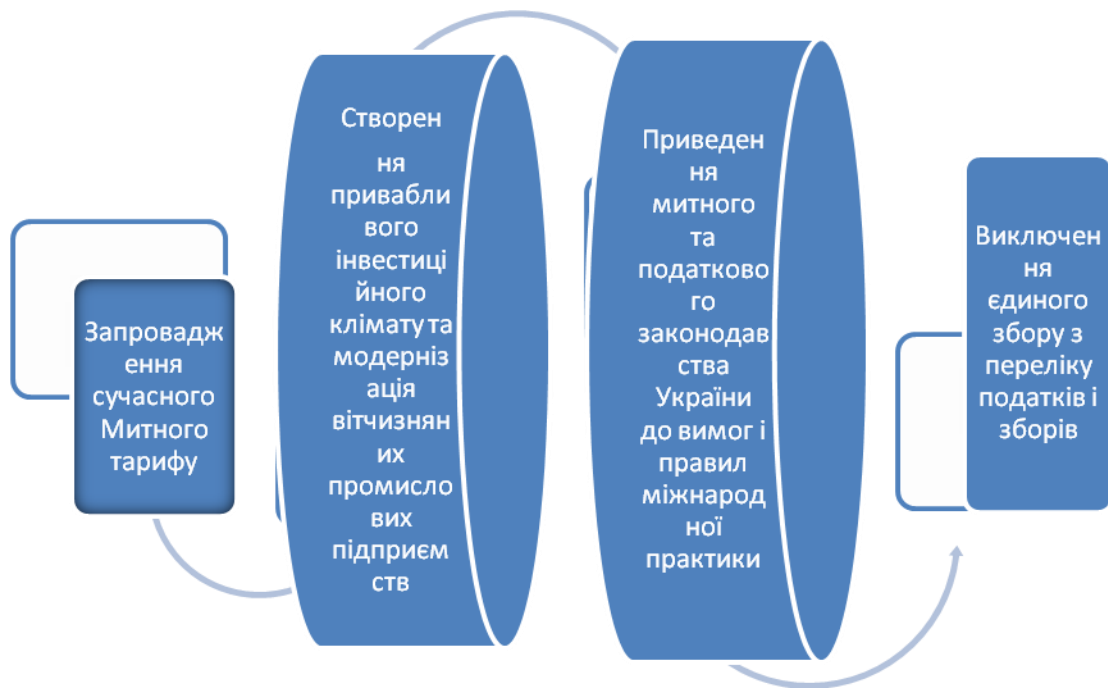 Запровадж
ення
сучасного
Митного
тарифу
Створен
ня
привабли
вого
інвестиці
йного
клімату та
модерніз
ація
вітчизнян
их
промисло
вих
підприєм
ств
Приведен
ня
митного
та
податково
го
законодав
ства
України
до вимог і
правил
міжнарод
ної
практики
Виключен
ня
єдиного
збору з
переліку
податків і
зборів